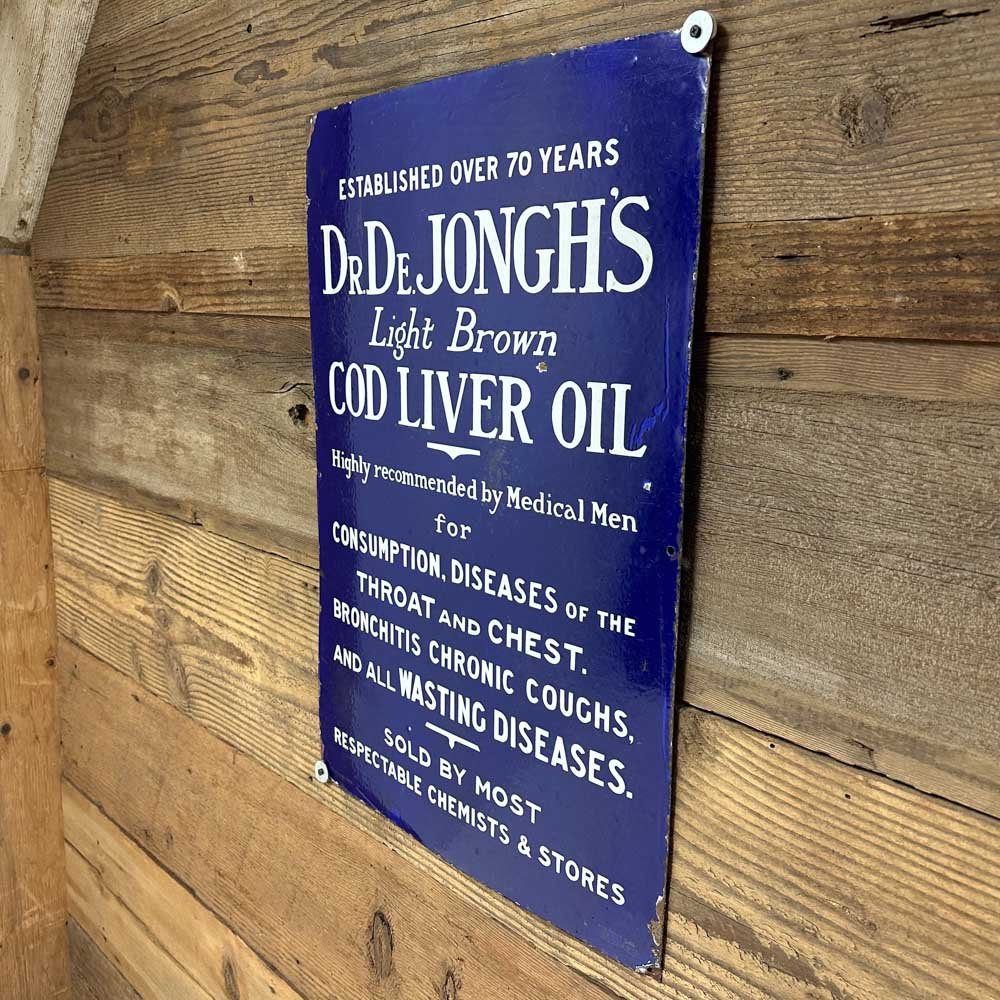 ESTABLISHED OVER 70 YEARS
DR. DE. JONGH'S
Light Brown
COD LIVER OIL
Highly recommended by Medical Men
for
CONSUMPTION, DISEASES OF THE
THROAT AND CHEST.
BRONCHITIS CHRONIC COUGHS,
AND ALL WASTING DISEASES.
SOLD BY MOST
RESPECTABLE CHEMISTS & STORES